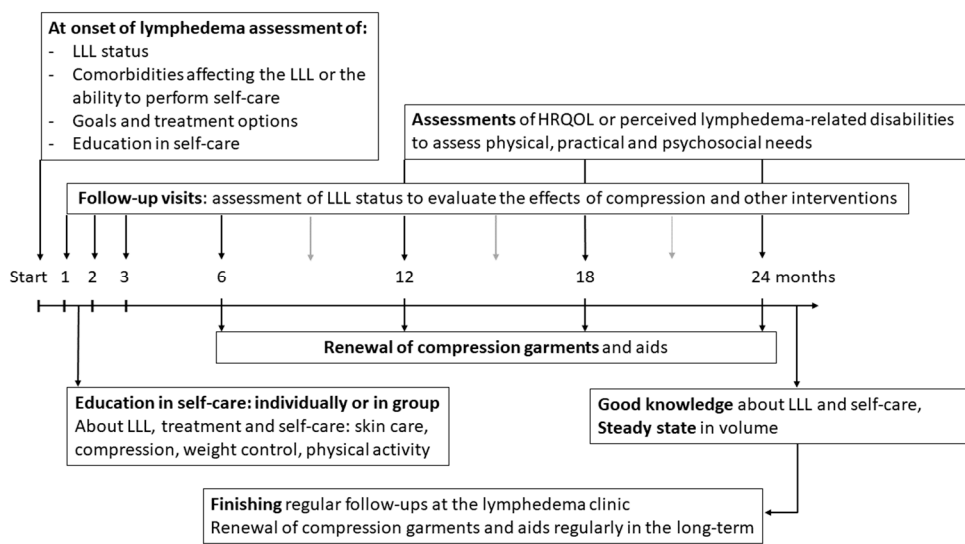 At onset of lymphedema assessment of:
- LLL status
- Comorbidities affecting the LLL or the
ability to perform self-care
- Goals and treatment options
- Education in self-care
Assessments of HRQOL or perceived lymphedema-related disabilities
to assess physical, practical and psychosocial needs
Follow-up visits: assessment of LLL status to evaluate the effects of compression and other interventions
Start 1 2 3 6 12 18 24 months
Renewal of compression garments and aids
Education in self-care: individually or in group
About LLL, treatment and self-care: skin care,
compression, weight control, physical activity
Good knowledge about LLL and self-care,
Steady state in volume
Finishing regular follow-ups at the lymphedema clinic
Renewal of compression garments and aids regularly in the long-term